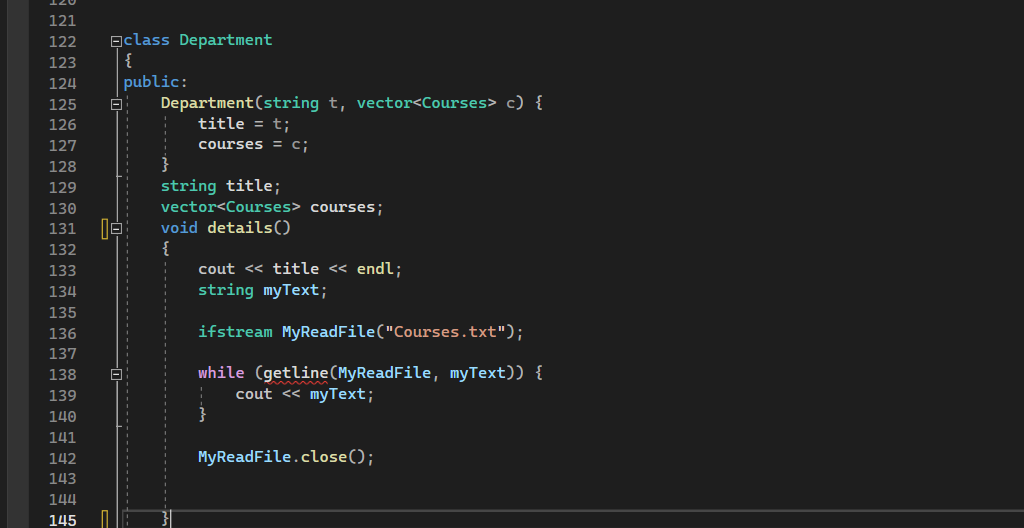 120
121
122 class Department
123 {
124 public:
125 Department(string t, vector<Courses> c) {
126 title = t;
127 courses = c;
128 }
129 string title;
130 vector<Courses> courses;
131 void details()
132 {
133 cout << title << endl;
134 string myText;
135
136 ifstream MyReadFile("Courses.txt");
137
138 while (getline(MyReadFile, myText)) {
139 cout << myText;
140 }
141
142 MyReadFile.close();
143
144
145 }